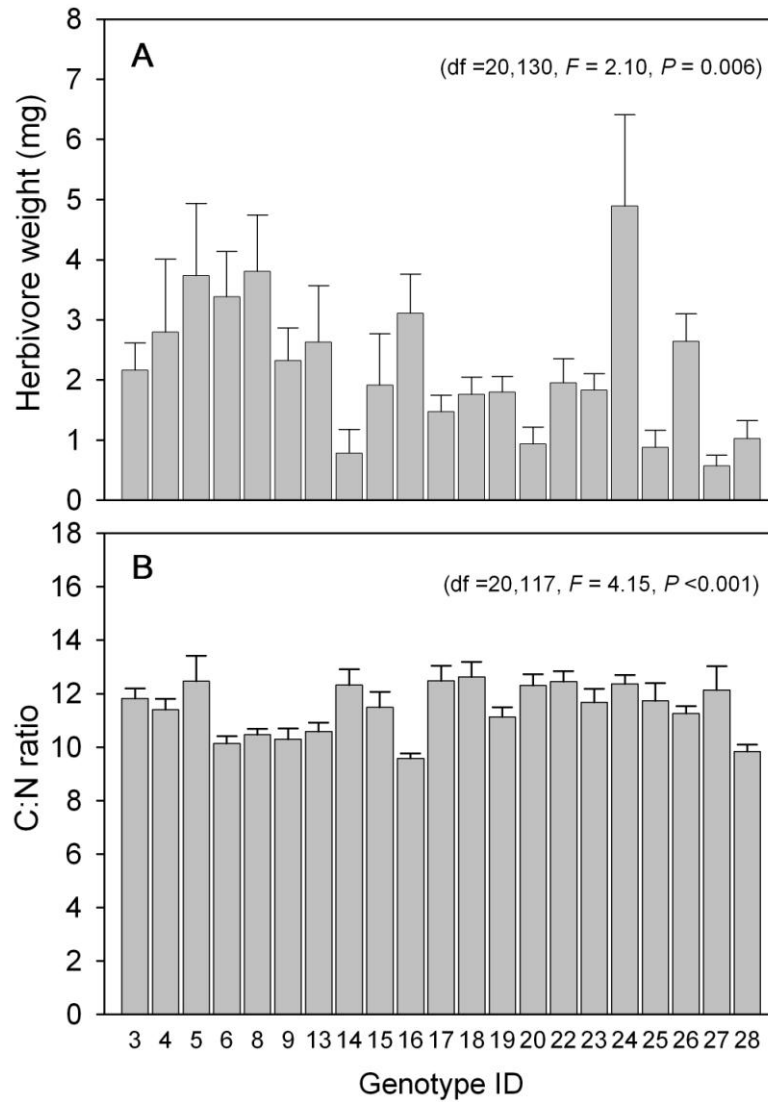 8
A
(df =20,130, F = 2.10, P = 0.006)
7
6
5
4
3
2
1
0
Herbivore weight (mg)
18
B
(df =20,117, F = 4.15, P <0.001)
16
14
12
10
8
6
4
2
0
C:N ratio
3 4 5 6 8 9 13 14 15 16 17 18 19 20 22 23 24 25 26 27 28
Genotype ID